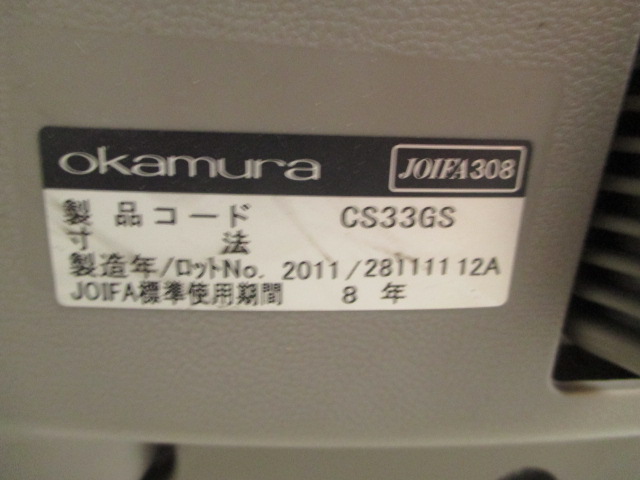 okamura JOIFA308
製品コード CS33GS
寸法
製造年/ロットNo. 2011/28111112A
JOIFA標準使用期間 8年